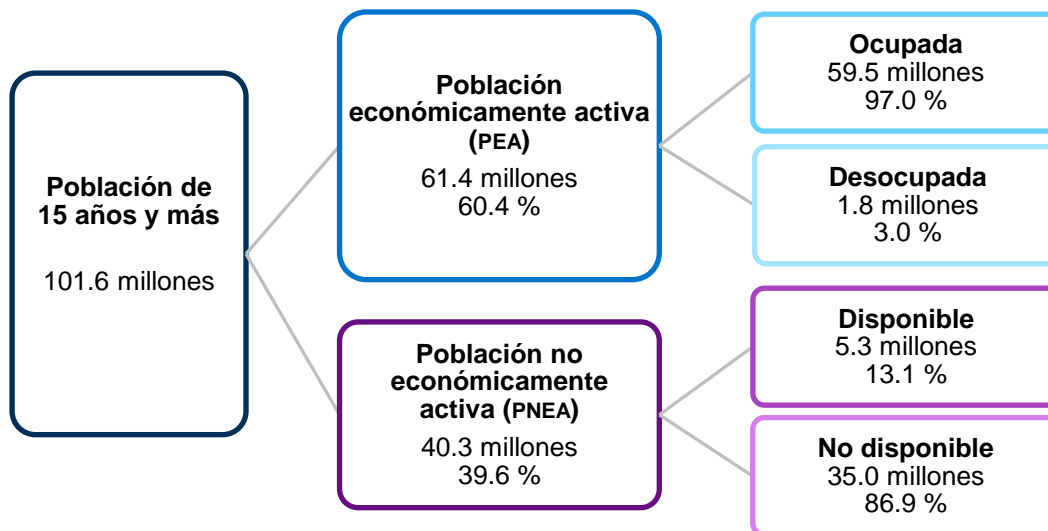 Población de
15 años y más
101.6 millones
Población
económicamente activa
(PEA)
61.4 millones
60.4 %
Ocupada
59.5 millones
97.0 %
Desocupada
1.8 millones
3.0 %
Población no
económicamente
activa (PNEA)
40.3 millones
39.6 %
Disponible
5.3 millones
13.1 %
No disponible
35.0 millones
86.9 %